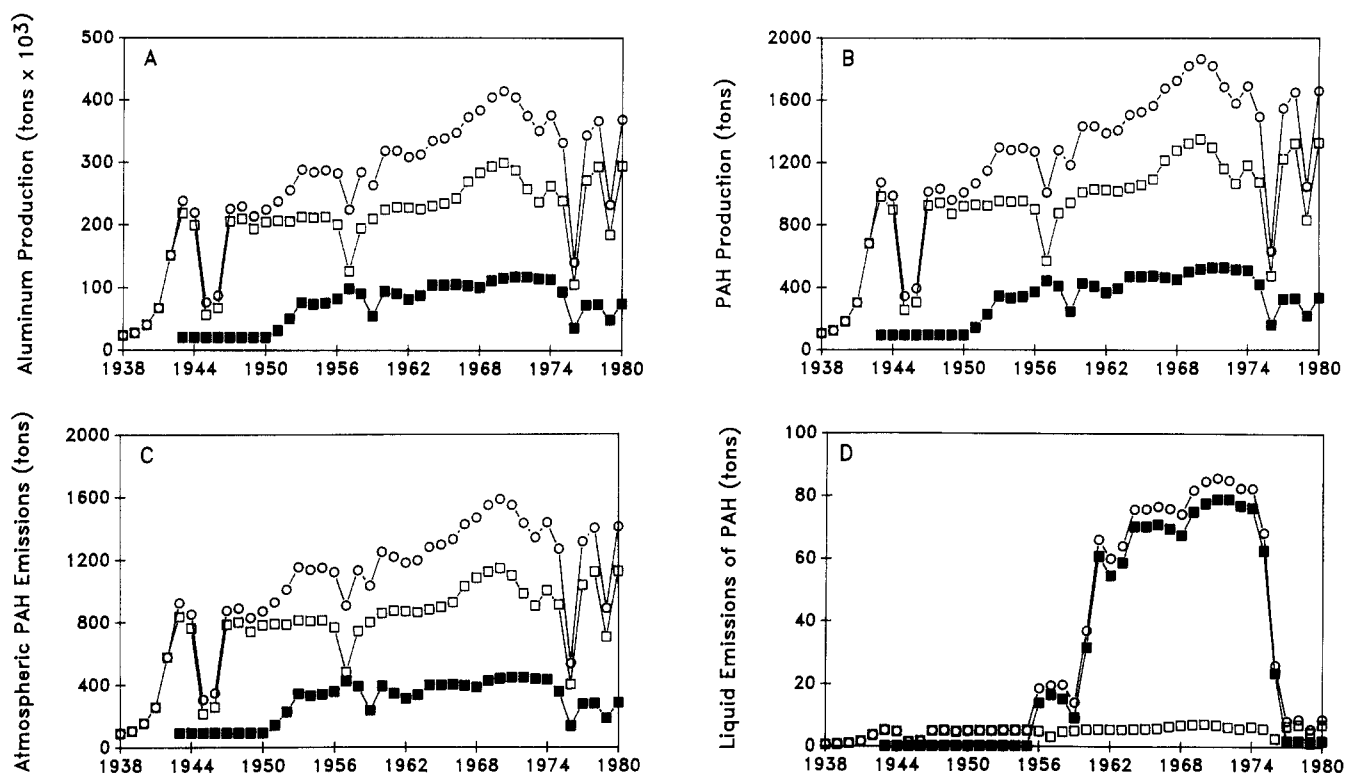 Aluminum Production (tons x 10³)
A
500
400
300
200
100
0
1938 1944 1950 1956 1962 1968 1974 1980
PAH Production (tons)
B
2000
1600
1200
800
400
0
1938 1944 1950 1956 1962 1968 1974 1980
Atmospheric PAH Emissions (tons)
C
2000
1600
1200
800
400
0
1938 1944 1950 1956 1962 1968 1974 1980
Liquid Emissions of PAH (tons)
D
100
80
60
40
20
0
1938 1944 1950 1956 1962 1968 1974 1980